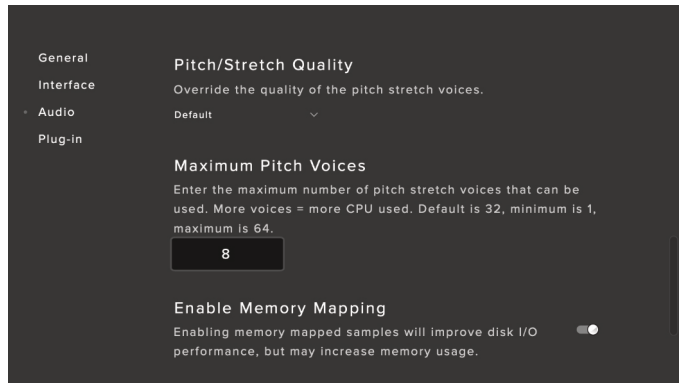 General
Interface
Audio
Plug-in
Pitch/Stretch Quality
Override the quality of the pitch stretch voices.
Default
Maximum Pitch Voices
Enter the maximum number of pitch stretch voices that can be
used. More voices = more CPU used. Default is 32, minimum is 1,
maximum is 64.
8
Enable Memory Mapping
Enabling memory mapped samples will improve disk I/O
performance, but may increase memory usage.